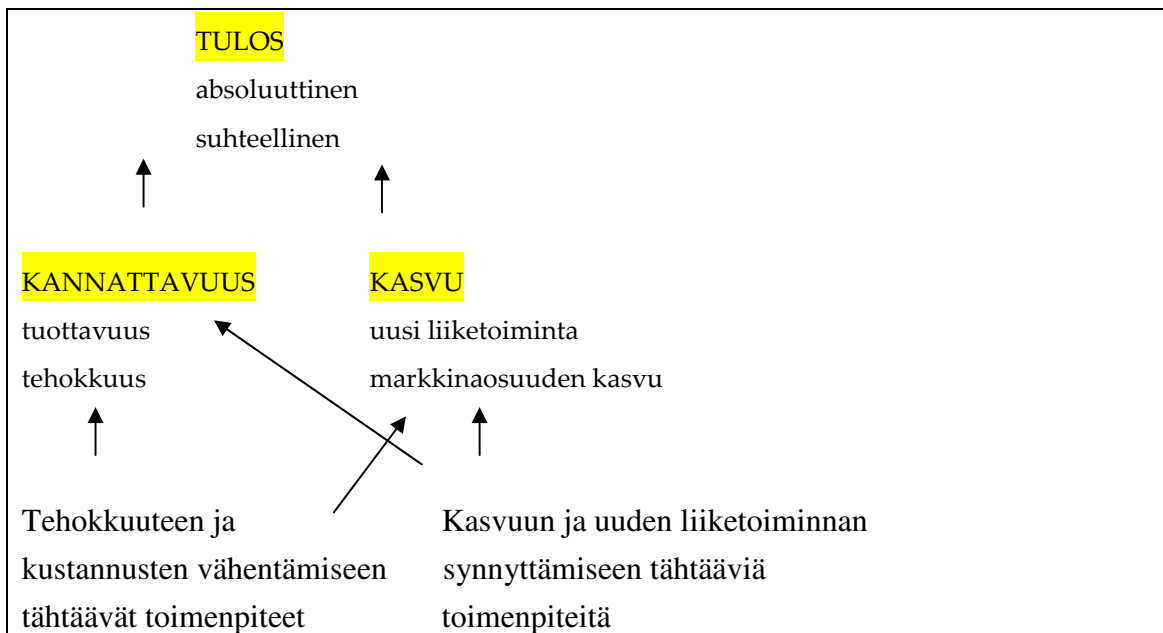 TULOS
absoluuttinen
suhteellinen
KANNATTAVUUS
tuottavuus
tehokkuus
KASVU
uusi liiketoiminta
markkinaosuuden kasvu
Tehokkuuteen ja
kustannusten vähentämiseen
tähtäävät toimenpiteet
Kasvuun ja uuden liiketoiminnan
synnyttämiseen tähtääviä
toimenpiteitä